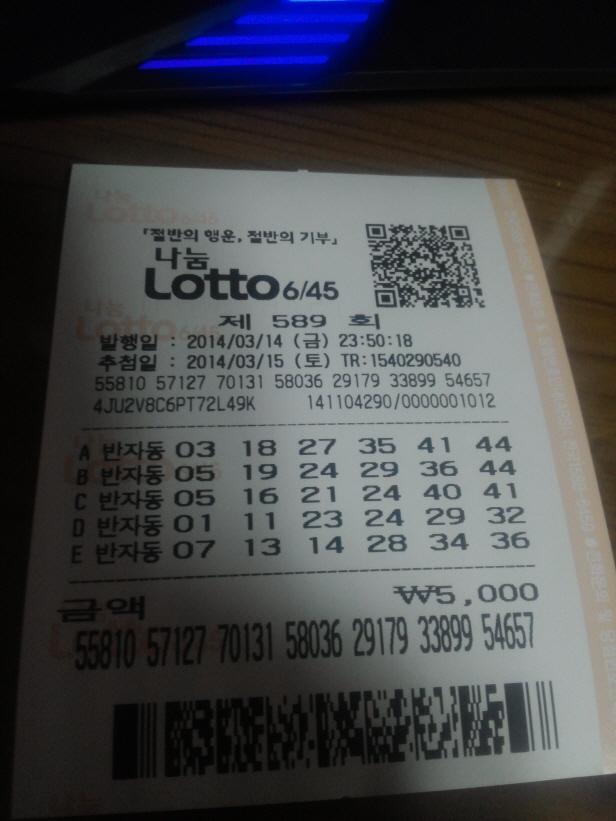 나눔
Lotto 6/45
「절반의 행운, 절반의 기부」
나눔
Lotto 6/45
제 589 회
발행일 : 2014/03/14 (금) 23:50:18
추첨일 : 2014/03/15 (토) TR:1540290540
55810 57127 70131 58036 29179 33899 54657
4JU2V8C6PT72L49K 141104290/0000001012
A 반자동 03 18 27 35 41 44
B 반자동 05 19 24 29 36 44
C 반자동 05 16 21 24 40 41
D 반자동 01 11 23 24 29 32
E 반자동 07 13 14 28 34 36
금액 ₩5,000
55810 57127 70131 58036 29179 33899 54657